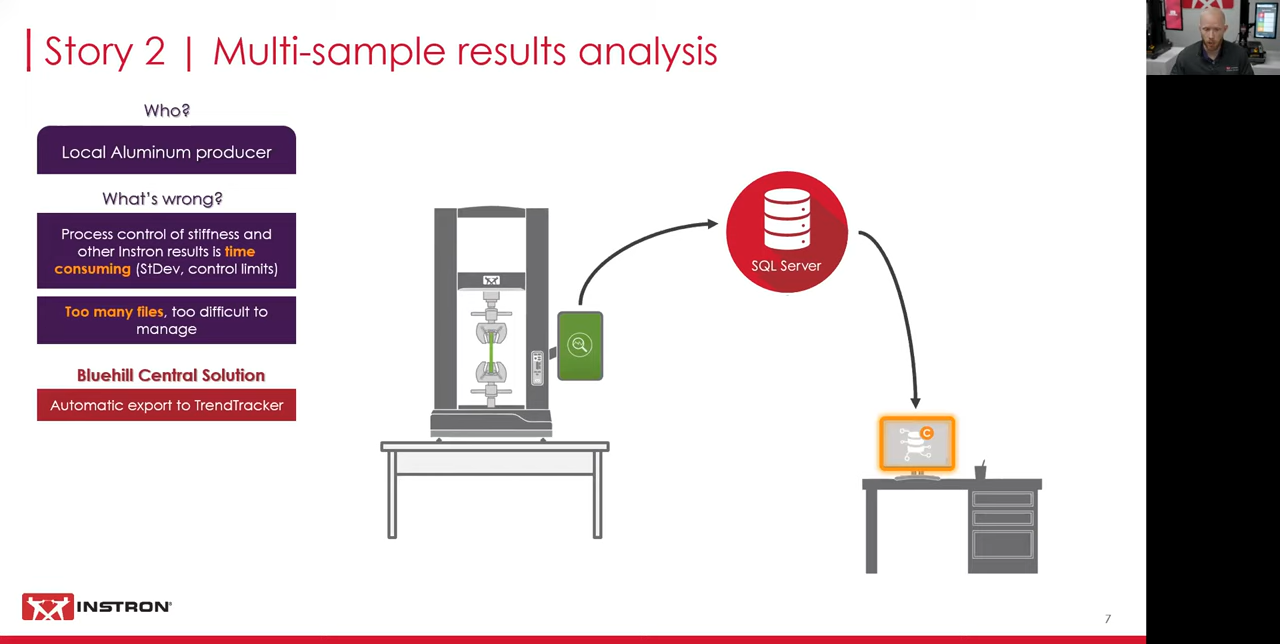 Story 2 | Multi-sample results analysis
Who?
Local Aluminum producer
What's wrong?
Process control of stiffness and
other Instron results is time
consuming (StDev, control limits)
Too many files, too difficult to
manage
Bluehill Central Solution
Automatic export to TrendTracker
SQL Server
C
INSTRON®
7